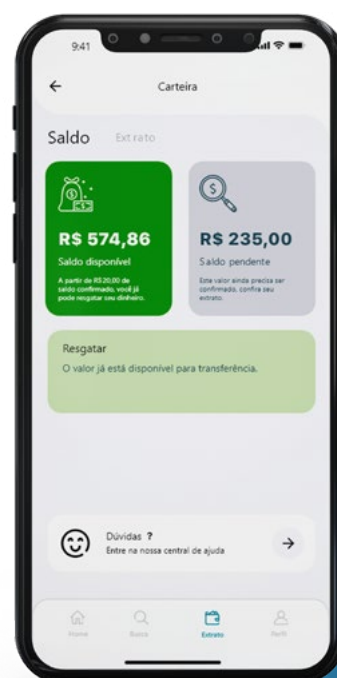 9:41
Carteira
Saldo
Extrato
R$ 574,86
Saldo disponível
A partir de R$20,00 de
saldo confirmado, você já
pode resgatar seu dinheiro.
R$ 235,00
Saldo pendente
Este valor ainda precisa ser
confirmado, confira seu
extrato.
Resgatar
O valor já está disponível para transferência.
Dúvidas ?
Entre na nossa central de ajuda
Home
Busca
Extrato
Perfil